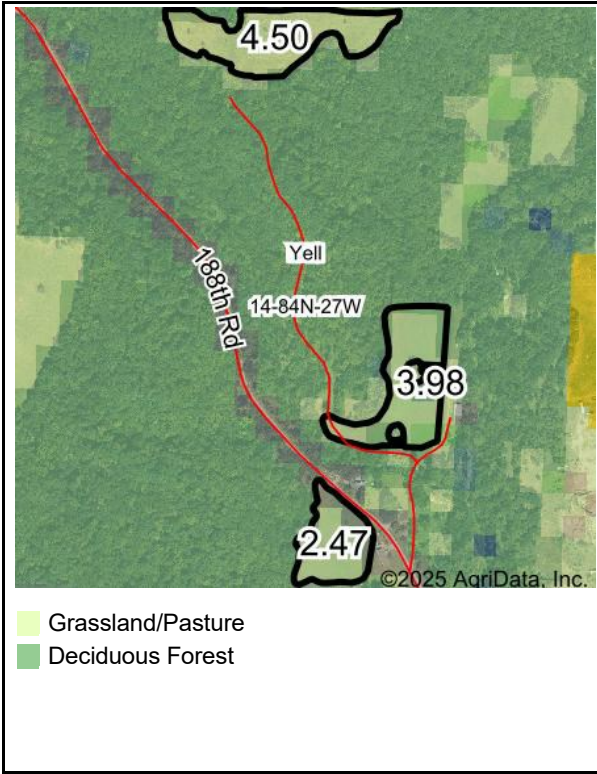 4.50
Yell
188th Rd
14-84N-27W
3.98
2.47
©2025 AgriData, Inc.
Grassland/Pasture
Deciduous Forest